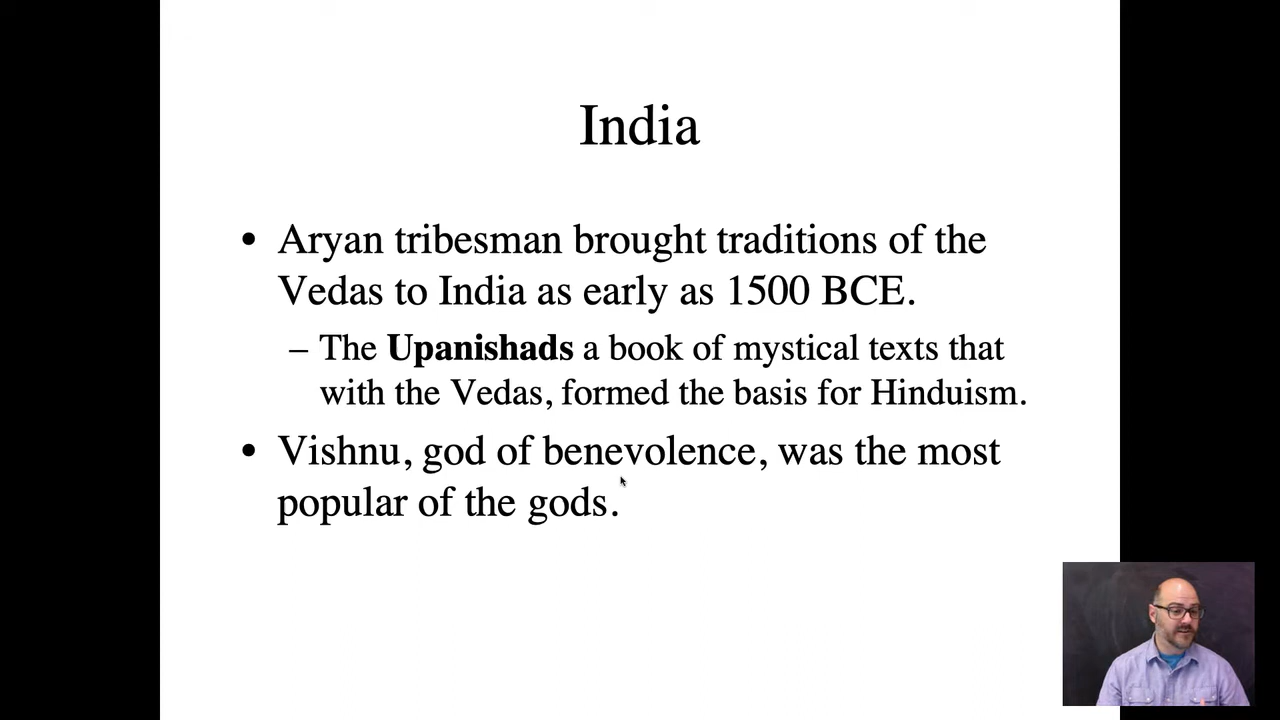 India
• Aryan tribesman brought traditions of the
Vedas to India as early as 1500 BCE.
– The Upanishads a book of mystical texts that
with the Vedas, formed the basis for Hinduism.
• Vishnu, god of benevolence, was the most
popular of the gods.